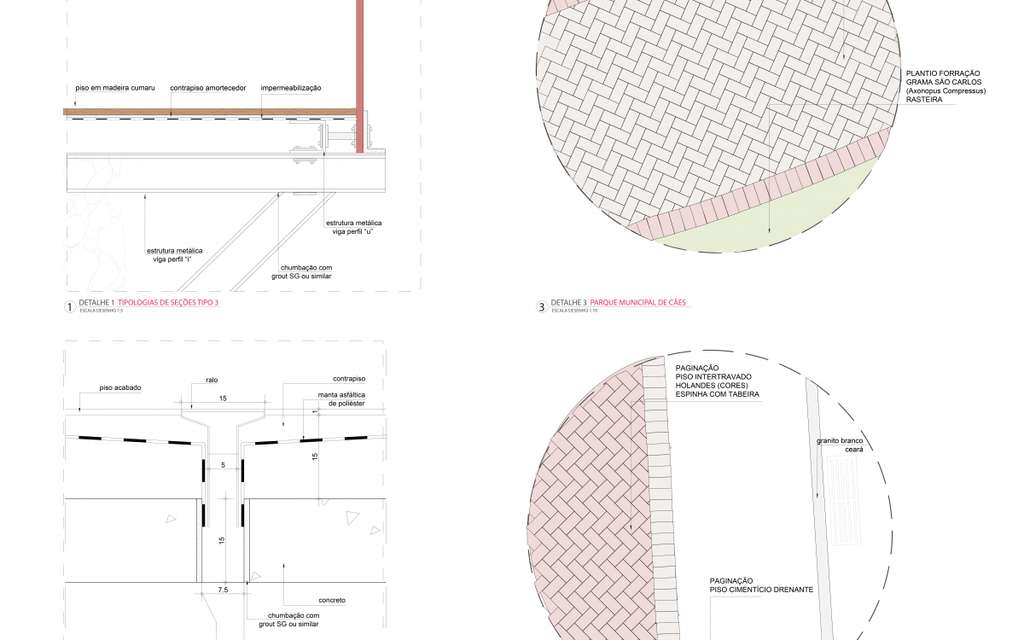 piso em madeira cumaru
contrapiso amortecedor
impermeabilização
estrutura metálica
viga perfil "u"
estrutura metálica
viga perfil "i"
chumbação com
grout SG ou similar
1 DETALHE 1 TIPOLOGIAS DE SEÇÕES TIPO 3
ESCALA DESENHO 1:5
PLANTIO FORRAÇÃO
GRAMA SÃO CARLOS
(Axonopus Compressus)
RASTEIRA
3 DETALHE 3 PARQUE MUNICIPAL DE CÃES
ESCALA DESENHO 1:10
piso acabado
ralo
contrapiso
manta asfáltica
de poliéster
15
1
15
5
15
7.5
concreto
chumbação com
grout SG ou similar
PAGINAÇÃO
PISO INTERTRAVADO
HOLANDES (CORES)
ESPINHA COM TABEIRA
granito branco
ceará
PAGINAÇÃO
PISO CIMENTÍCIO DRENANTE